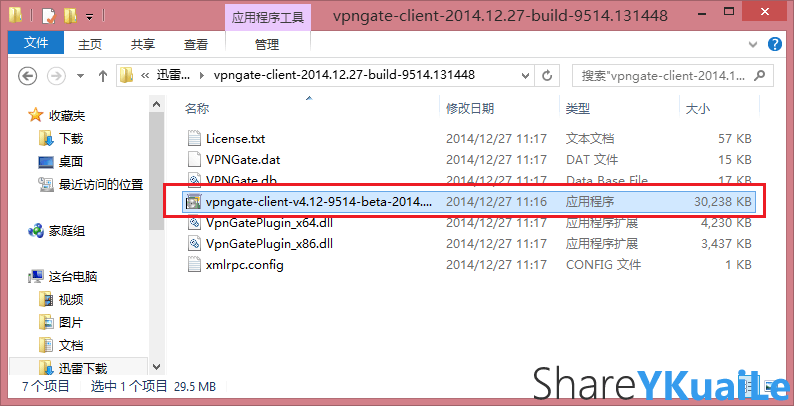 应用程序工具
vpngate-client-2014.12.27-build-9514.131448
文件 主页 共享 查看 管理
迅雷... vpngate-client-2014.12.27-build-9514.131448 搜索"vpngate-client-2014.1...
名称 修改日期 类型 大小
收藏夹
下载
桌面
最近访问的位置
家庭组
这台电脑
视频
图片
文档
迅雷下载
License.txt 2014/12/27 11:17 文本文档 57 KB
VPNGate.dat 2014/12/27 11:17 DAT 文件 15 KB
VPNGate.db 2014/12/27 11:17 Data Base File 17 KB
vpngate-client-v4.12-9514-beta-2014.... 2014/12/27 11:16 应用程序 30,238 KB
VpnGatePlugin_x64.dll 2014/12/27 11:17 应用程序扩展 4,230 KB
VpnGatePlugin_x86.dll 2014/12/27 11:17 应用程序扩展 3,437 KB
xmlrpc.config 2014/12/27 11:17 CONFIG 文件 1 KB
7 个项目 选中 1 个项目 29.5 MB
ShareYKuaiLe